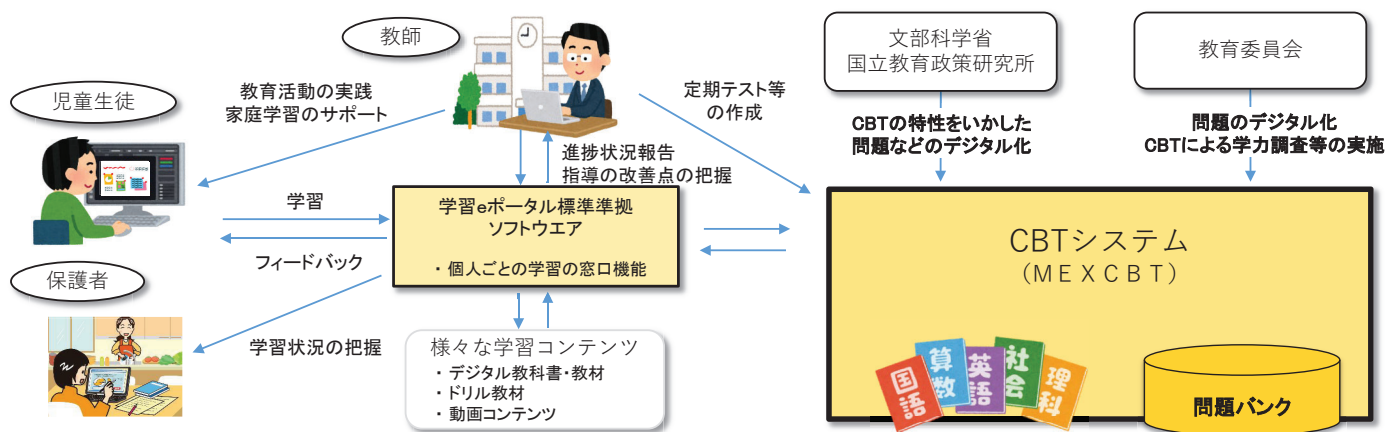 教師
文部科学省
国立教育政策研究所
教育委員会
児童生徒
教育活動の実践
家庭学習のサポート
定期テスト等
の作成
CBTの特性をいかした
問題などのデジタル化
問題のデジタル化
CBTによる学力調査等の実施
進捗状況報告
指導の改善点の把握
学習
学習eポータル標準準拠
ソフトウエア
・個人ごとの学習の窓口機能
フィードバック
CBTシステム
（MEXCBT）
保護者
学習状況の把握
様々な学習コンテンツ
・デジタル教科書・教材
・ドリル教材
・動画コンテンツ
国語
算数
英語
社会
理科
問題バンク